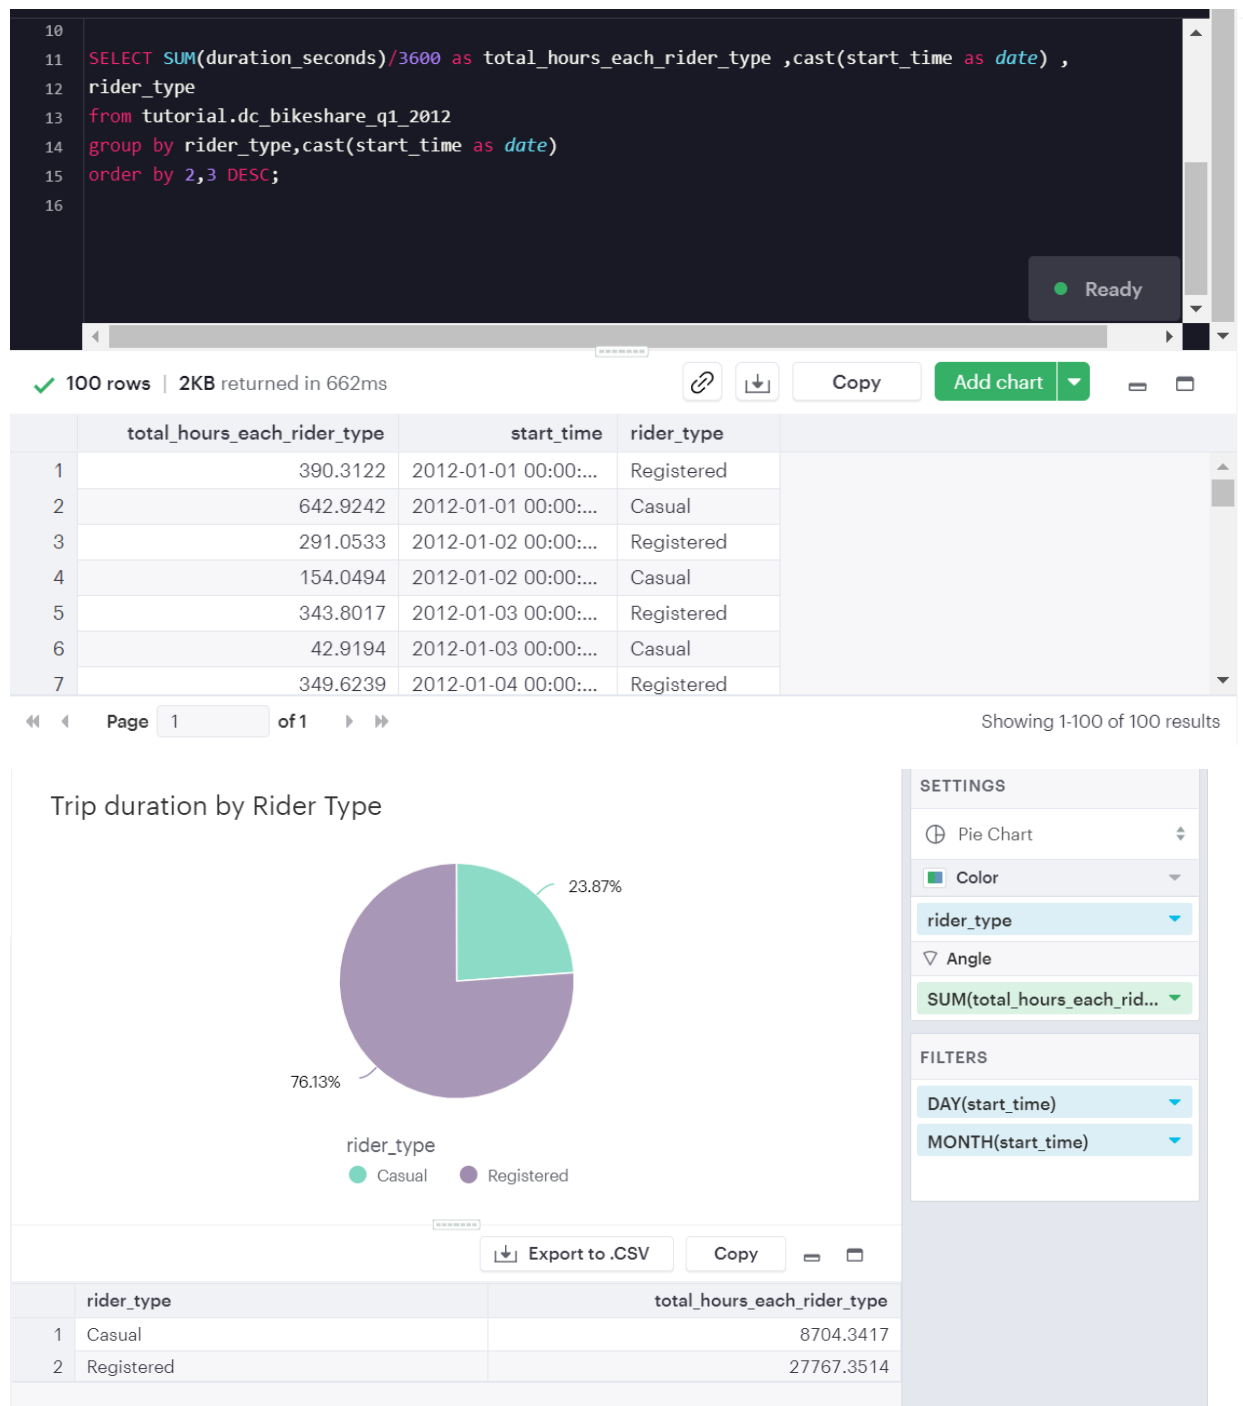 10
11 SELECT SUM(duration_seconds)/3600 as total_hours_each_rider_type ,cast(start_time as date) ,
12 rider_type
13 from tutorial.dc_bikeshare_q1_2012
14 group by rider_type,cast(start_time as date)
15 order by 2,3 DESC;
16
Ready
100 rows | 2KB returned in 662ms Copy Add chart
total_hours_each_rider_type start_time rider_type
1 390.3122 2012-01-01 00:00:... Registered
2 642.9242 2012-01-01 00:00:... Casual
3 291.0533 2012-01-02 00:00:... Registered
4 154.0494 2012-01-02 00:00:... Casual
5 343.8017 2012-01-03 00:00:... Registered
6 42.9194 2012-01-03 00:00:... Casual
7 349.6239 2012-01-04 00:00:... Registered
Page 1 of 1 Showing 1-100 of 100 results
Trip duration by Rider Type
23.87%
76.13%
rider_type
Casual Registered
SETTINGS
Pie Chart
Color
rider_type
Angle
SUM(total_hours_each_rid...
FILTERS
DAY(start_time)
MONTH(start_time)
Export to .CSV Copy
rider_type total_hours_each_rider_type
1 Casual 8704.3417
2 Registered 27767.3514